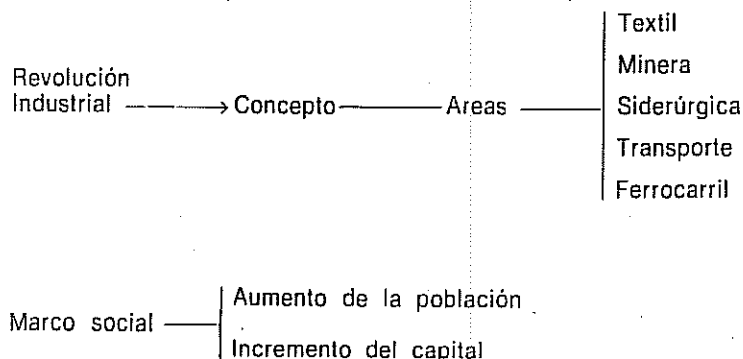 Textil
Revolución
Minera
Industrial
Concepto
Areas
Siderúrgica
Transporte
Ferrocarril
Aumento de la población
Marco social
Incremento del capital